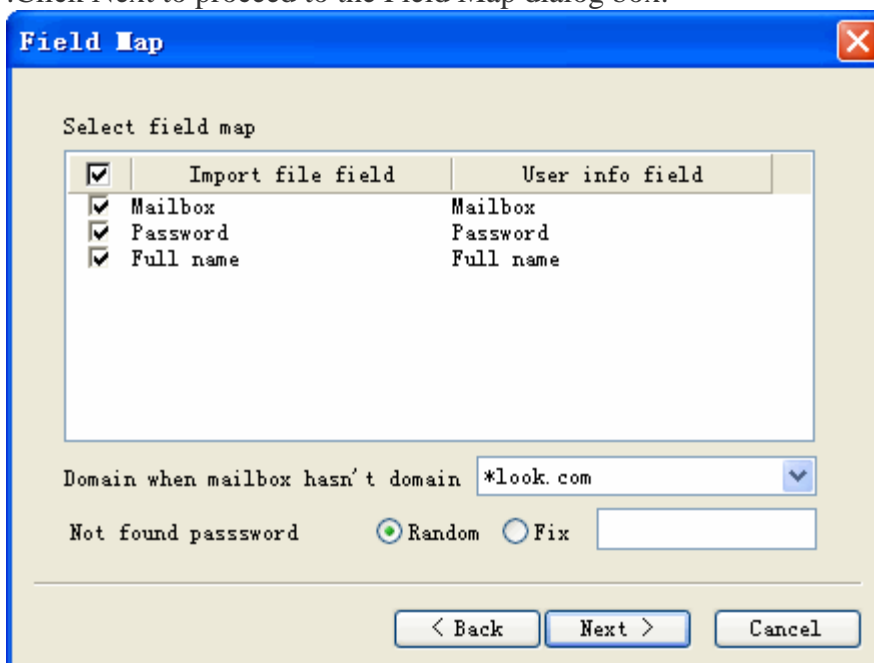 .Click Next to proceed to the Field Map dialog box.
Field Map
Select field map
Import file field User info field
Mailbox Mailbox
Password Password
Full name Full name
Domain when mailbox hasn't domain *look.com
Not found passsword Random Fix
< Back Next > Cancel